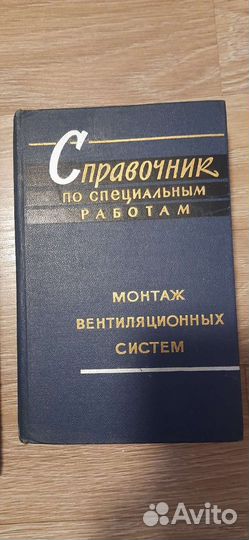 Справочник
ПО СПЕЦИАЛЬНЫМ
РАБОТАМ
МОНТАЖ
ВЕНТИЛЯЦИОННЫХ
СИСТЕМ
Avito